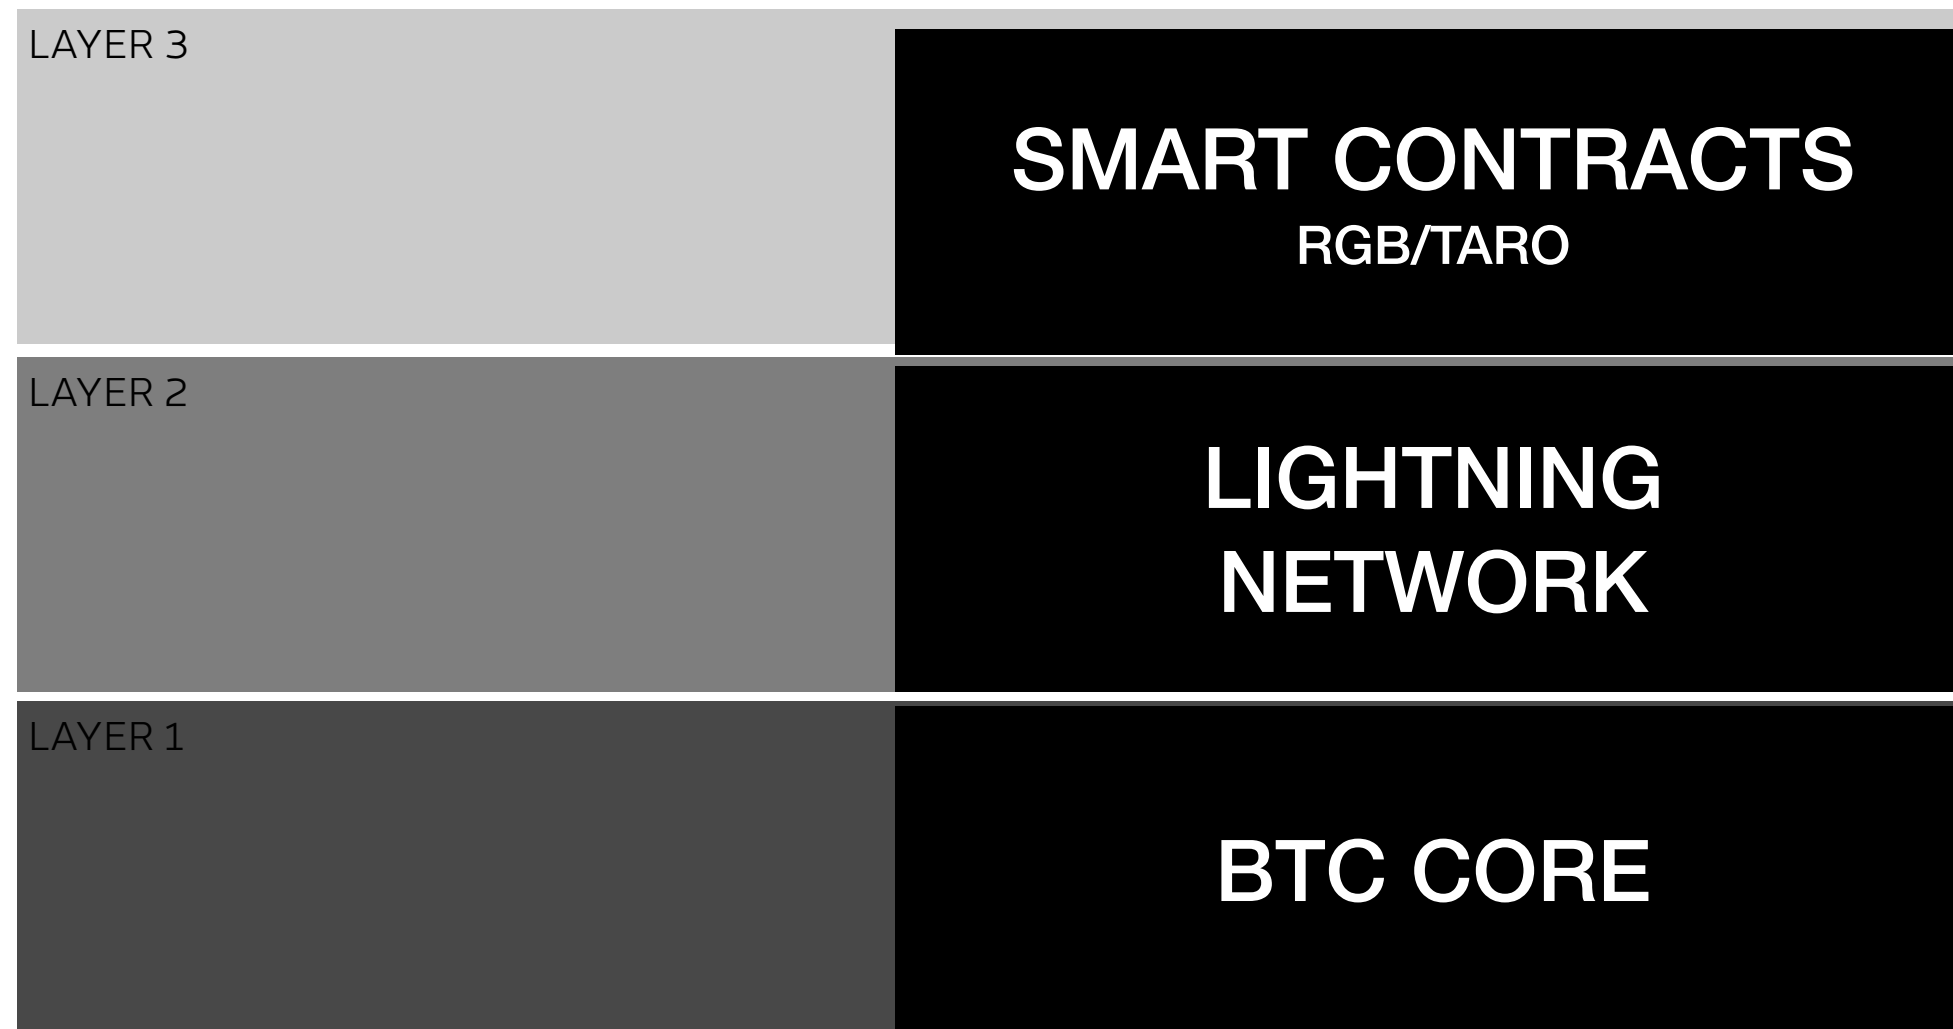 LAYER 3
SMART CONTRACTS
RGB/TARO
LAYER 2
LIGHTNING
NETWORK
LAYER 1
BTC CORE